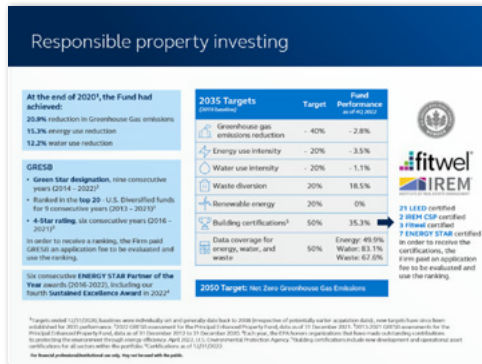 Responsible property investing
At the end of 2020¹, the Fund had
achieved:
20.9% reduction in Greenhouse Gas emissions
15.3% energy use reduction
12.2% water use reduction
GRESB
• Green Star designation, nine consecutive
years (2014 – 2022)²
• Ranked in the top 20 - U.S. Diversified funds
for 9 consecutive years (2013 – 2021)³
• 4-Star rating, six consecutive years (2016 –
2021)³
In order to receive a ranking, the Firm paid
GRESB an application fee to be evaluated and
use the ranking.
Six consecutive ENERGY STAR Partner of the
Year awards (2016-2022), including our
fourth Sustained Excellence Award in 2022⁴
2035 Targets
(2019 baseline)
Target
Fund
Performance
as of 4Q 2022
Greenhouse gas
emissions reduction
- 40%
- 2.8%
Energy use intensity
- 20%
- 3.5%
Water use intensity
- 20%
- 1.1%
Waste diversion
20%
18.5%
Renewable energy
20%
0%
Building certifications⁵
50%
35.3%
Data coverage for
energy, water, and
waste
50%
Energy: 49.9%
Water: 83.1%
Waste: 67.6%
2050 Target: Net Zero Greenhouse Gas Emissions
fitwel
IREM
21 LEED certified
2 IREM CSP certified
3 Fitwel certified
7 ENERGY STAR certified
In order to receive the
certifications, the
Firm paid an application
fee to be evaluated and
use the ranking.
For financial professional/institutional use only. May not be used with the public.